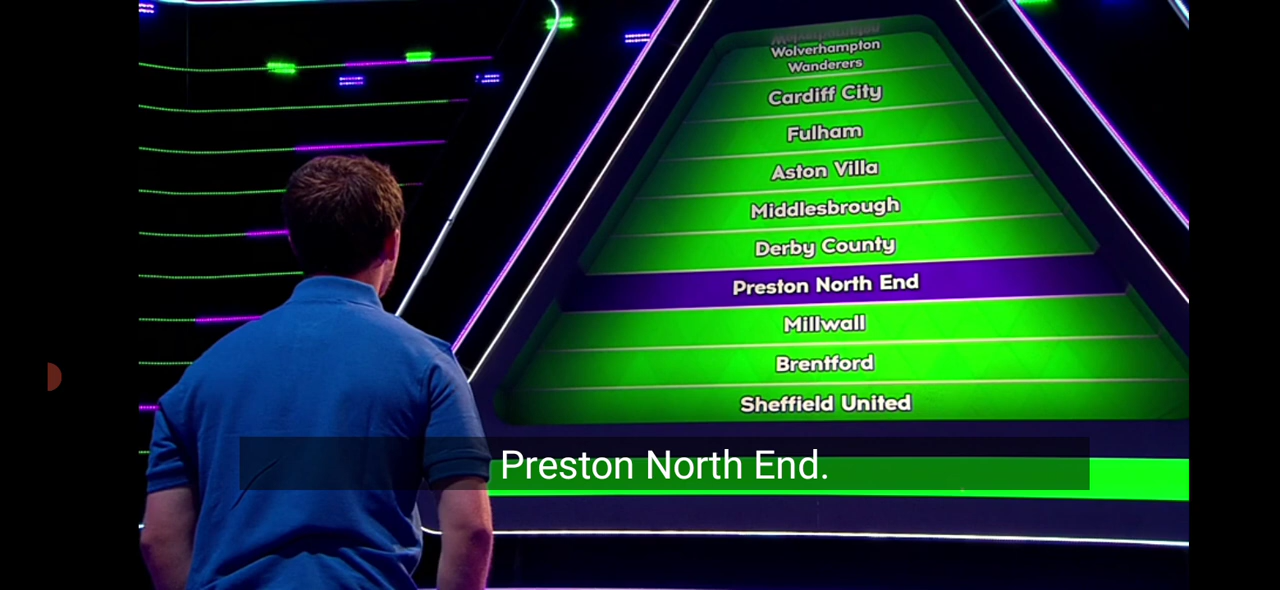 Wolverhampton
Wanderers
Cardiff City
Fulham
Aston Villa
Middlesbrough
Derby County
Preston North End
Millwall
Brentford
Sheffield United
Preston North End.